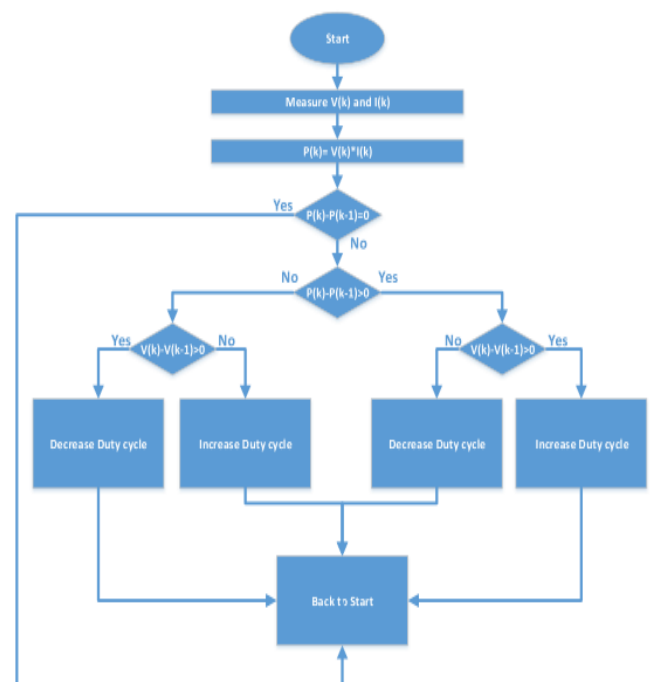 Start
Measure V(k) and I(k)
P(k)= V(k)*I(k)
Yes
P(k)-P(k-1)=0
No
No
P(k)-P(k-1)>0
Yes
Yes
V(k)-V(k-1)>0
No
No
V(k)-V(k-1)>0
Yes
Decrease Duty cycle
Increase Duty cycle
Decrease Duty cycle
Increase Duty cycle
Back to Start